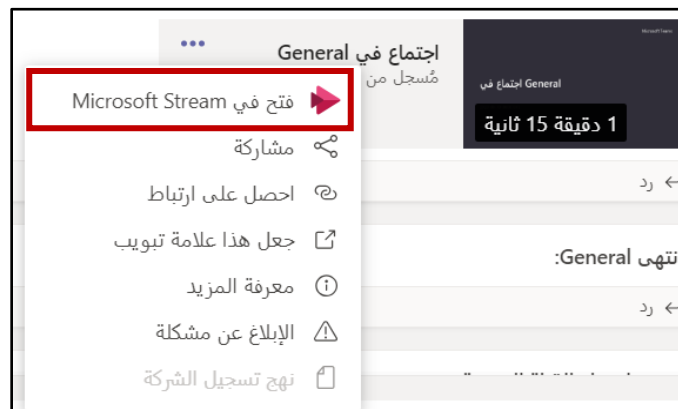 اجتماع في General
مُسجل من
Microsoft Teams
General اجتماع في
1 دقيقة 15 ثانية
فتح في Microsoft Stream
مشاركة
احصل على ارتباط
جعل هذا علامة تبويب
معرفة المزيد
الإبلاغ عن مشكلة
نهج تسجيل الشركة
رد
نتهى General:
رد